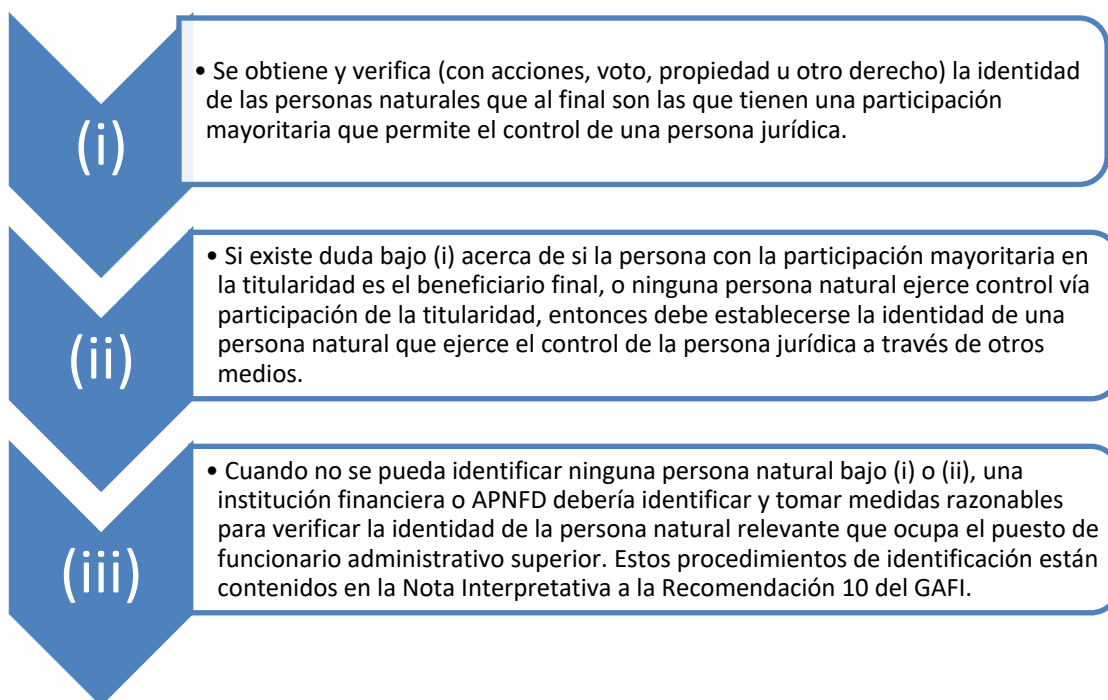 (i)
• Se obtiene y verifica (con acciones, voto, propiedad u otro derecho) la identidad
de las personas naturales que al final son las que tienen una participación
mayoritaria que permite el control de una persona jurídica.
(ii)
• Si existe duda bajo (i) acerca de si la persona con la participación mayoritaria en
la titularidad es el beneficiario final, o ninguna persona natural ejerce control vía
participación de la titularidad, entonces debe establecerse la identidad de una
persona natural que ejerce el control de la persona jurídica a través de otros
medios.
(iii)
• Cuando no se pueda identificar ninguna persona natural bajo (i) o (ii), una
institución financiera o APNFD debería identificar y tomar medidas razonables
para verificar la identidad de la persona natural relevante que ocupa el puesto de
funcionario administrativo superior. Estos procedimientos de identificación están
contenidos en la Nota Interpretativa a la Recomendación 10 del GAFI.